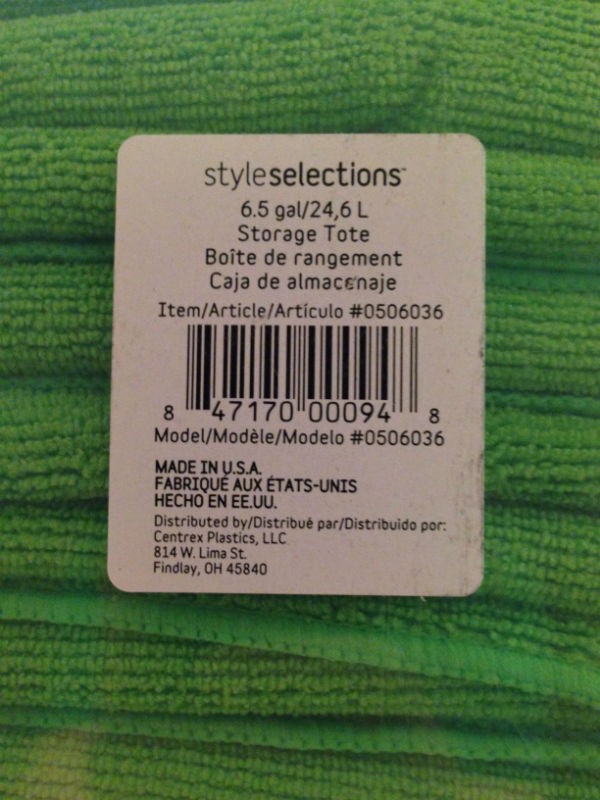 styleselections™
6.5 gal/24,6 L
Storage Tote
Boîte de rangement
Caja de almacenaje
Item/Article/Artículo #0506036
8 47170 00094 8
Model/Modèle/Modelo #0506036
MADE IN U.S.A.
FABRIQUÉ AUX ÉTATS-UNIS
HECHO EN EE.UU.
Distributed by/Distribué par/Distribuido por:
Centrex Plastics, LLC
814 W. Lima St.
Findlay, OH 45840